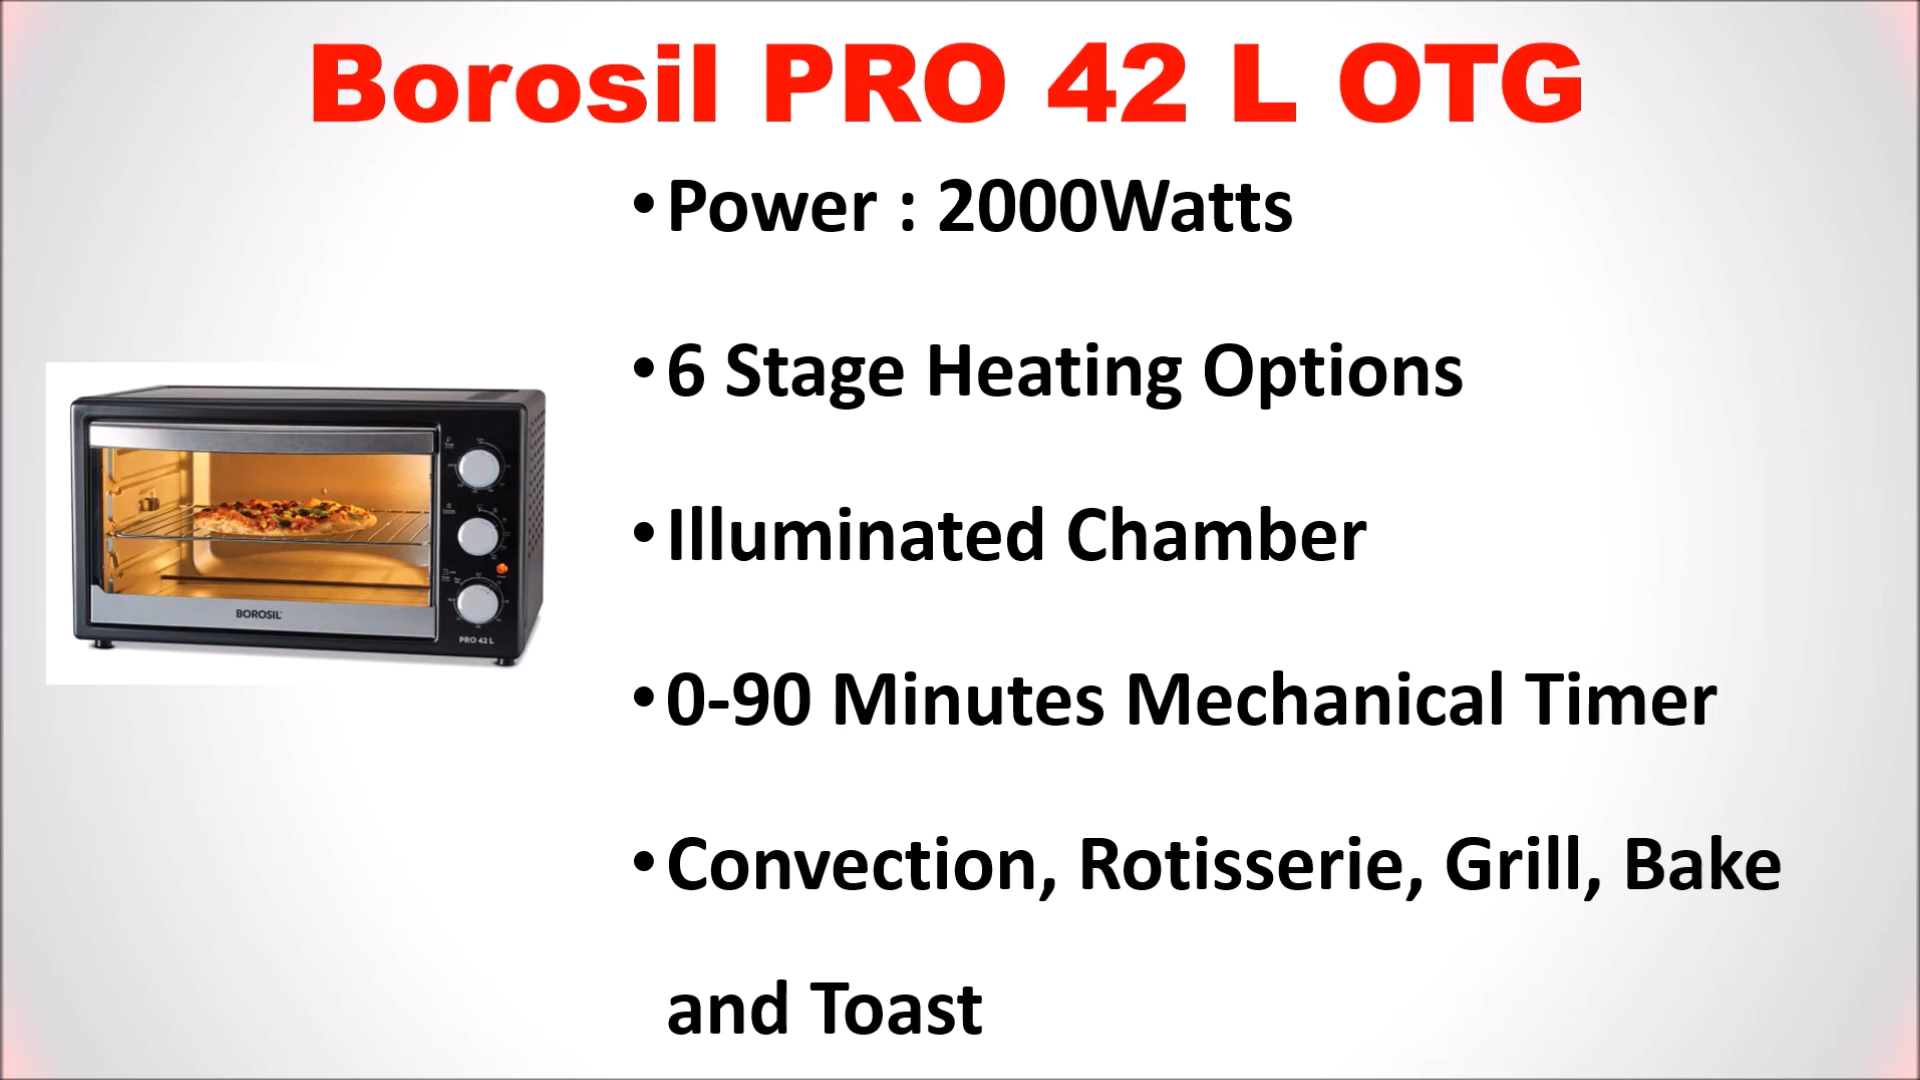 Borosil PRO 42 L OTG
•Power : 2000Watts
•6 Stage Heating Options
•Illuminated Chamber
•0-90 Minutes Mechanical Timer
•Convection, Rotisserie, Grill, Bake
and Toast
BOROSIL
PRO 42 L